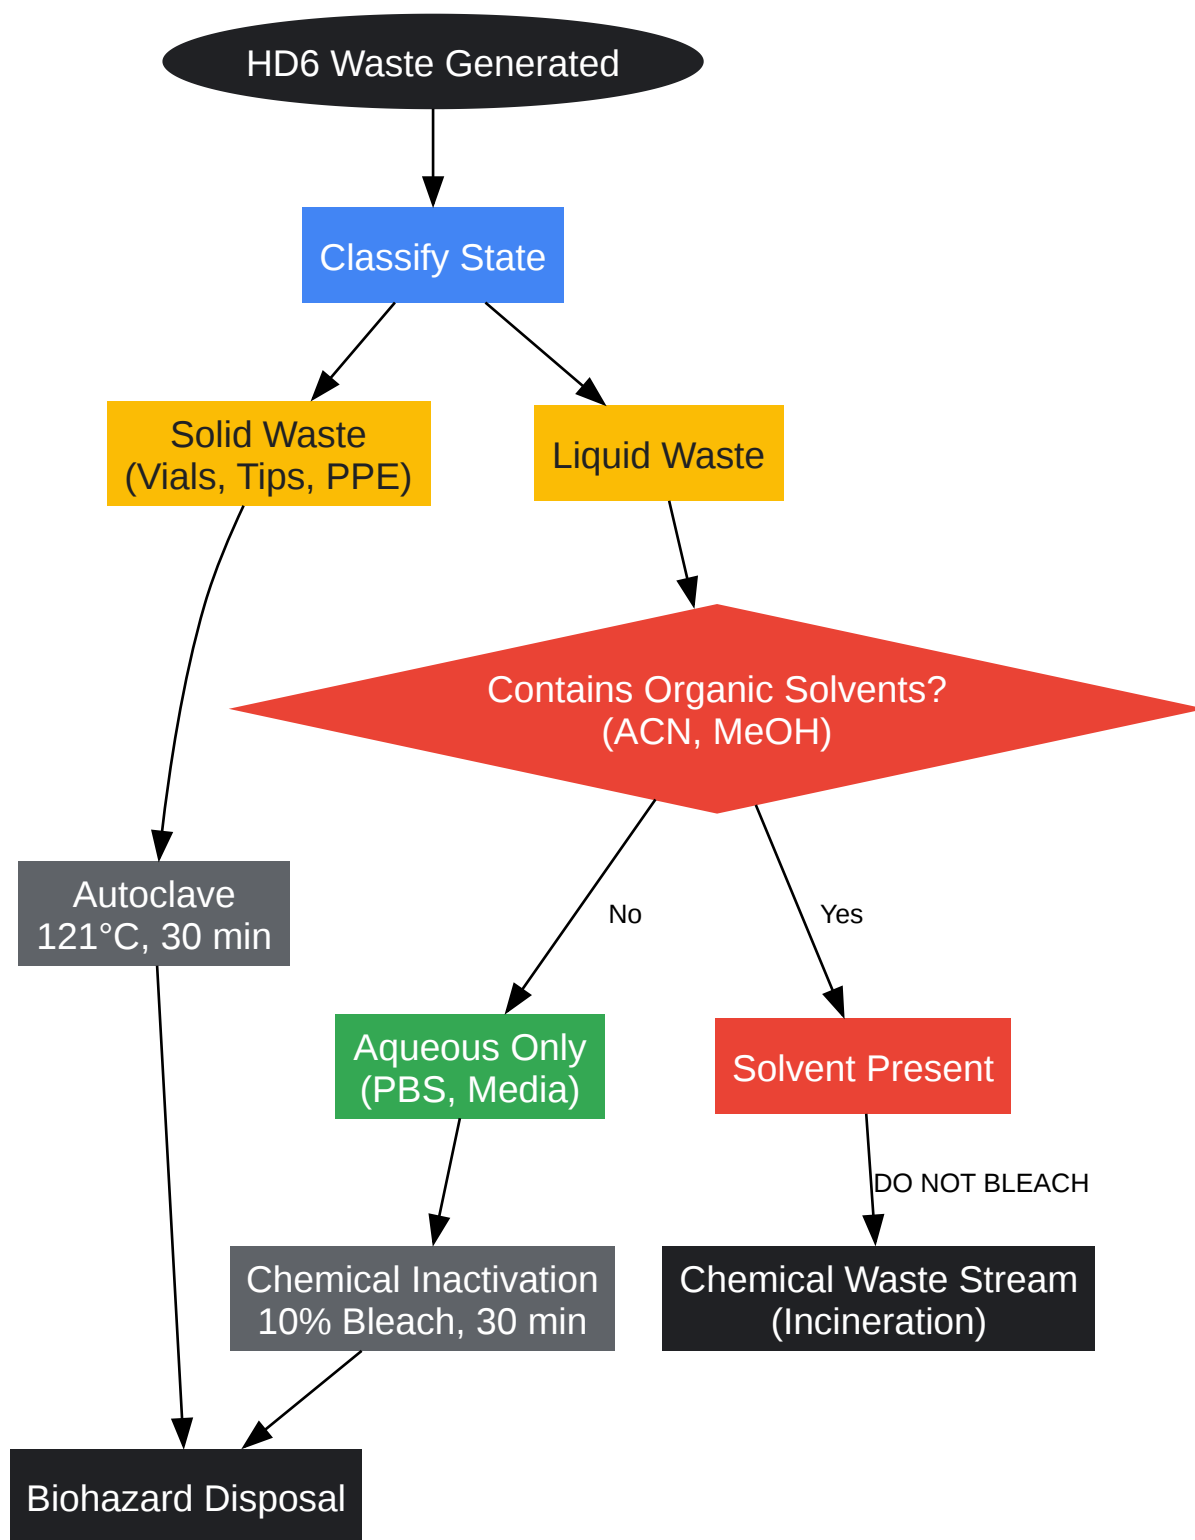 HD6 Waste Generated
Classify State
Solid Waste
(Vials, Tips, PPE)
Liquid Waste
Contains Organic Solvents?
(ACN, MeOH)
Autoclave
121°C, 30 min
No
Yes
Aqueous Only
(PBS, Media)
Solvent Present
DO NOT BLEACH
Chemical Inactivation
10% Bleach, 30 min
Chemical Waste Stream
(Incineration)
Biohazard Disposal